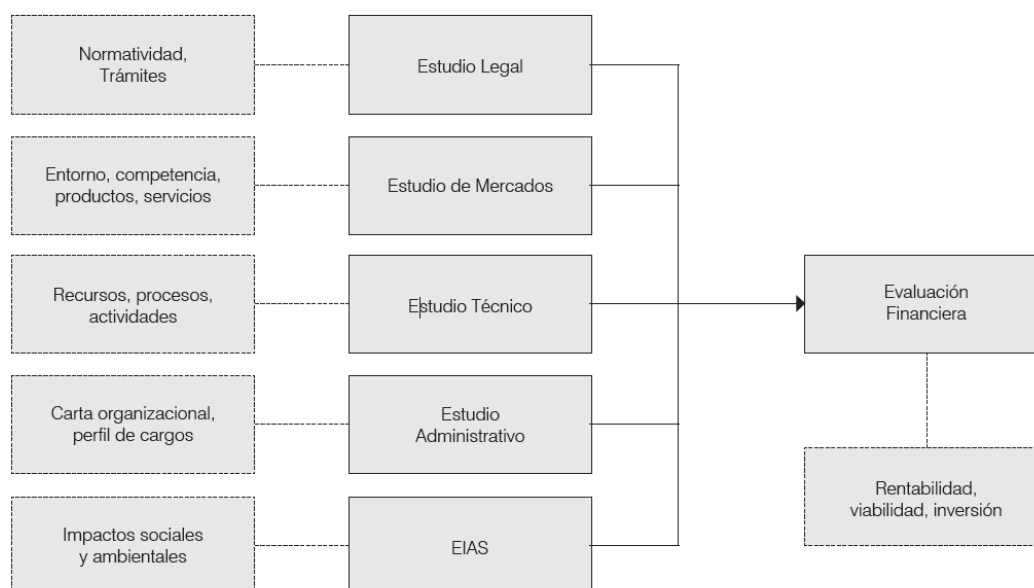 Normatividad,
Trámites
Estudio Legal
Entorno, competencia,
productos, servicios
Estudio de Mercados
Recursos, procesos,
actividades
Estudio Técnico
Evaluación
Financiera
Carta organizacional,
perfil de cargos
Estudio
Administrativo
Rentabilidad,
viabilidad, inversión
Impactos sociales
y ambientales
EIAS